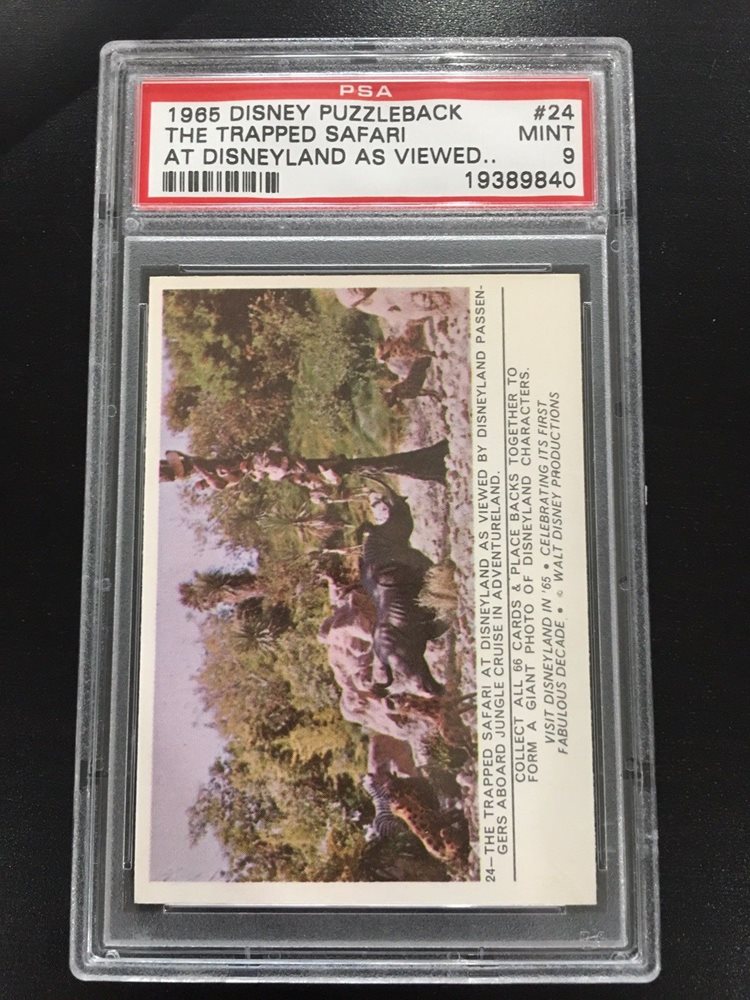 PSA
1965 DISNEY PUZZLEBACK #24
THE TRAPPED SAFARI MINT
AT DISNEYLAND AS VIEWED.. 9
19389840
24—THE TRAPPED SAFARI AT DISNEYLAND AS VIEWED BY DISNEYLAND PASSEN-
GERS ABOARD JUNGLE CRUISE IN ADVENTURELAND.
COLLECT ALL 66 CARDS & PLACE BACKS TOGETHER TO
FORM A GIANT PHOTO OF DISNEYLAND CHARACTERS.
VISIT DISNEYLAND IN '65 • CELEBRATING ITS FIRST
FABULOUS DECADE • © WALT DISNEY PRODUCTIONS